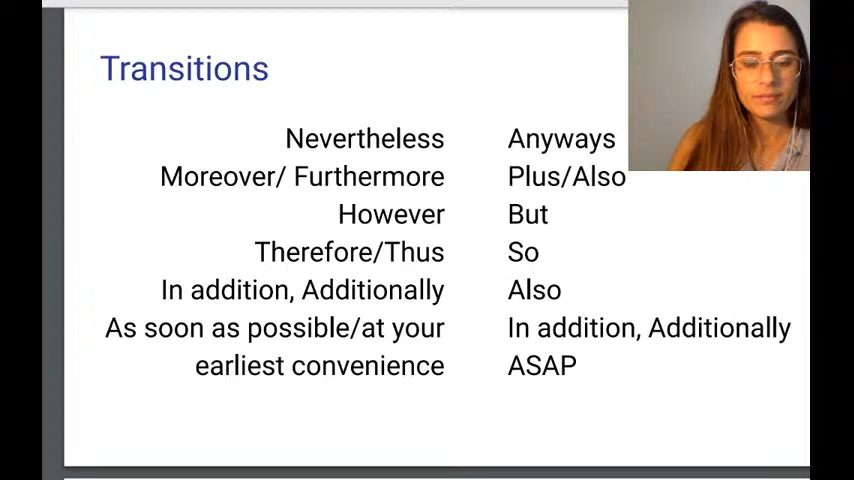 Transitions
Nevertheless Anyways
Moreover/ Furthermore Plus/Also
However But
Therefore/Thus So
In addition, Additionally Also
As soon as possible/at your In addition, Additionally
earliest convenience ASAP